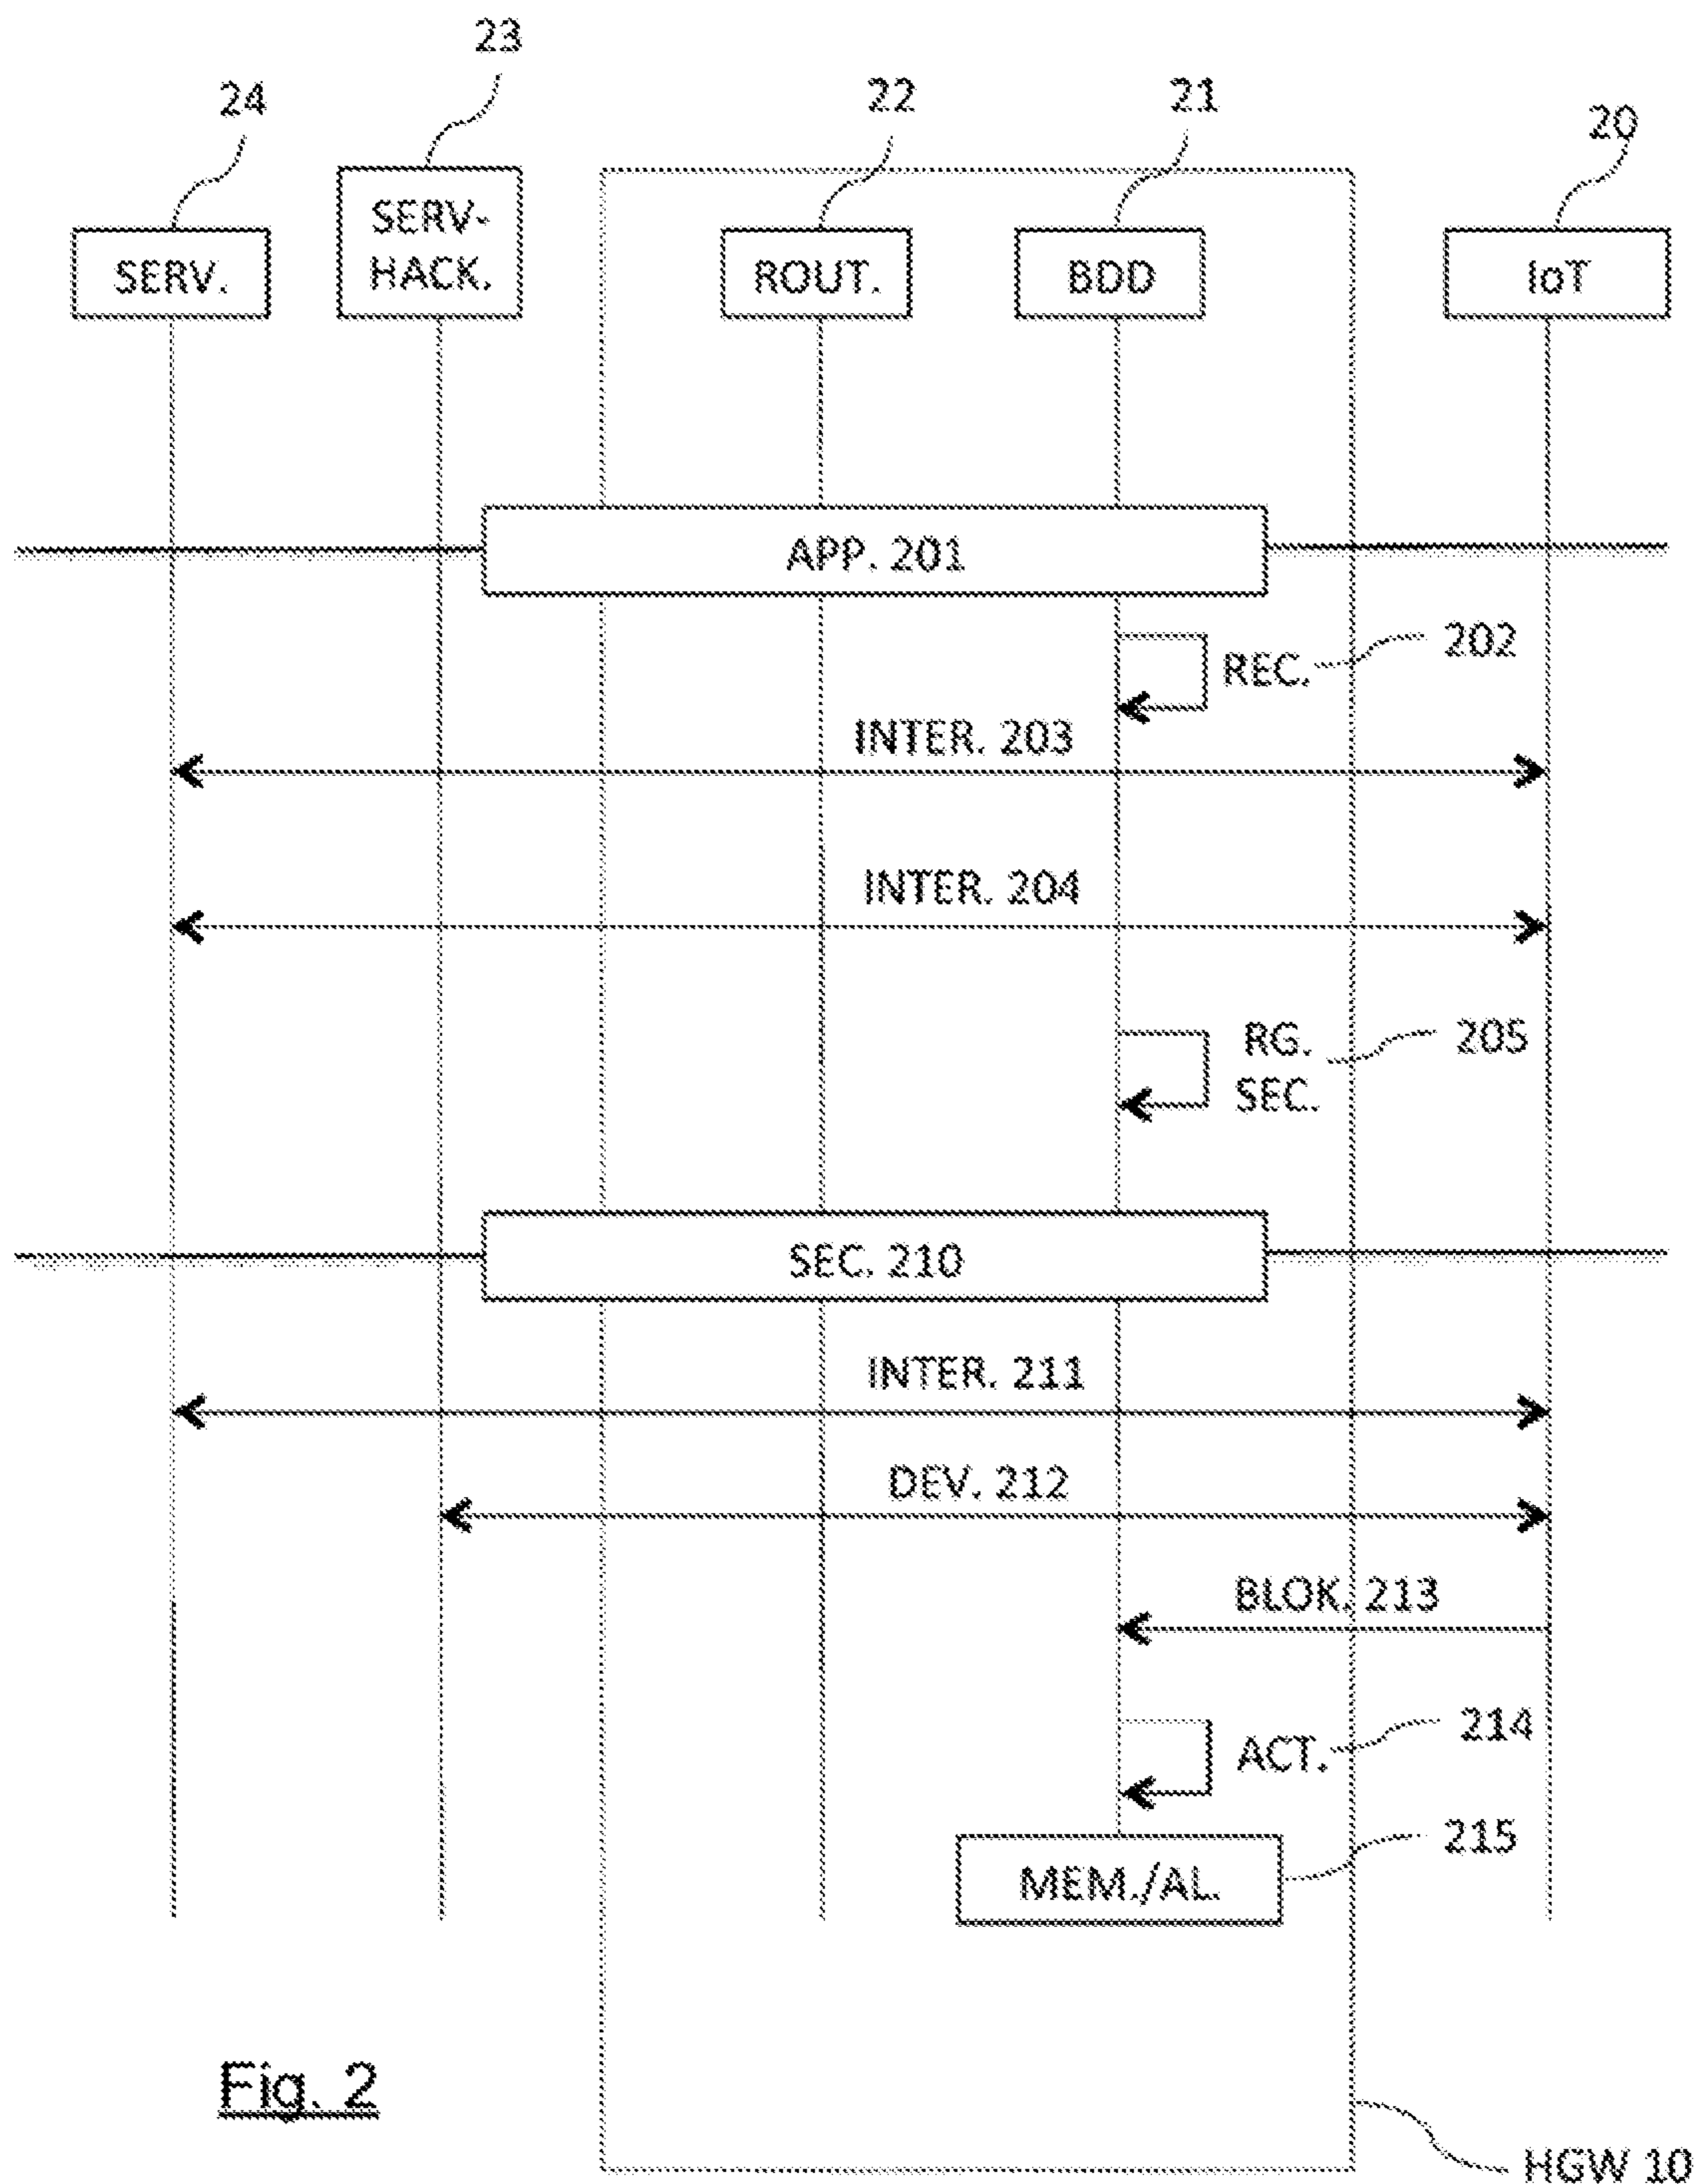 23
24
22
21
20
SERV-
HACK.
SERV.
ROUT.
BDD
IoT
APP. 201
202
REC.
INTER. 203
INTER. 204
RG.
205
SEC.
SEC. 210
INTER. 211
DEV. 212
BLOK. 213
214
ACT.
215
MEM./AL.
Fig. 2
HGW 10